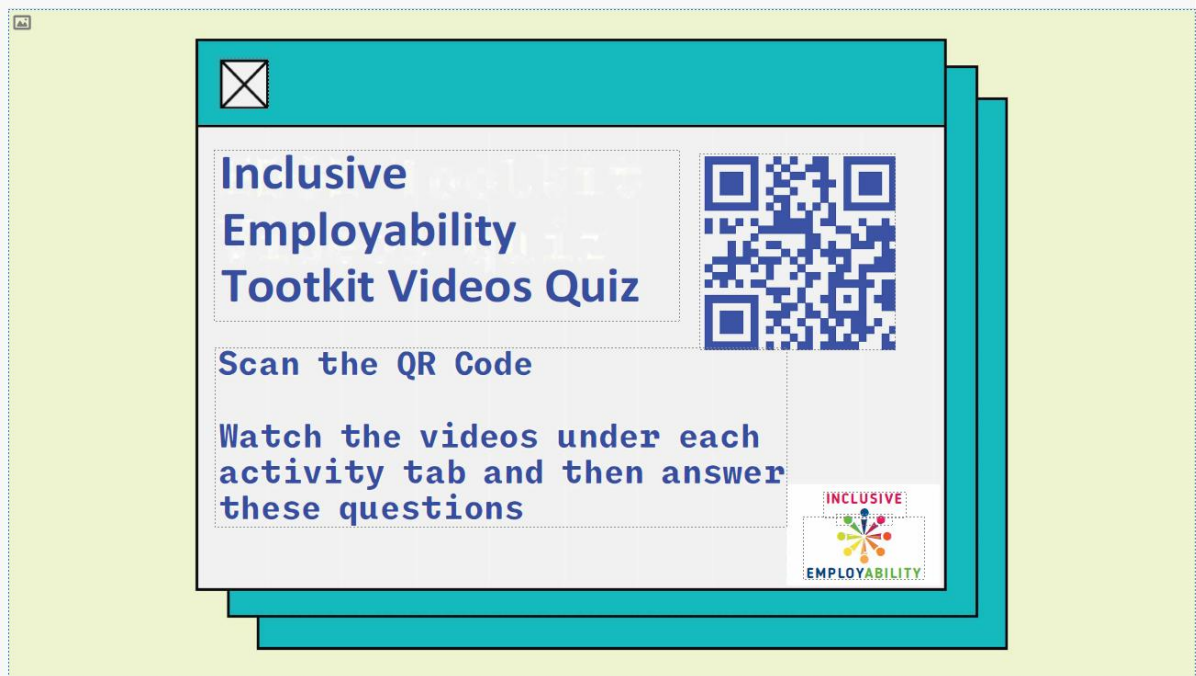 Inclusive
Employability
Tootkit Videos Quiz
Scan the QR Code
Watch the videos under each
activity tab and then answer
these questions
INCLUSIVE
EMPLOYABILITY